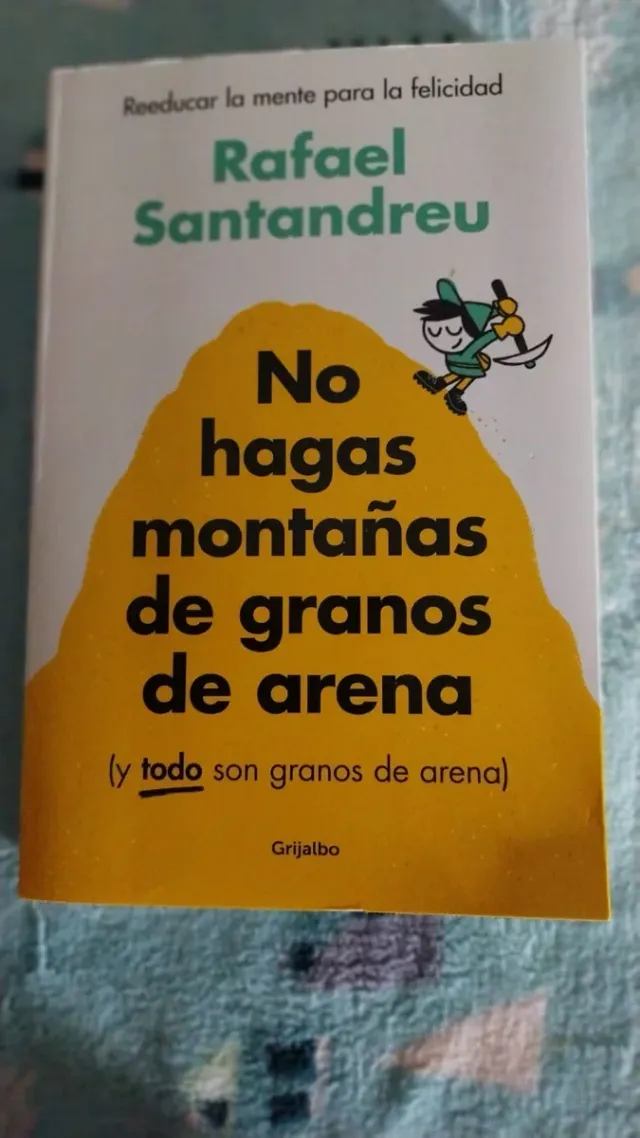 Reeducar la mente para la felicidad
Rafael
Santandreu
No
hagas
montañas
de granos
de arena
(y todo son granos de arena)
Grijalbo